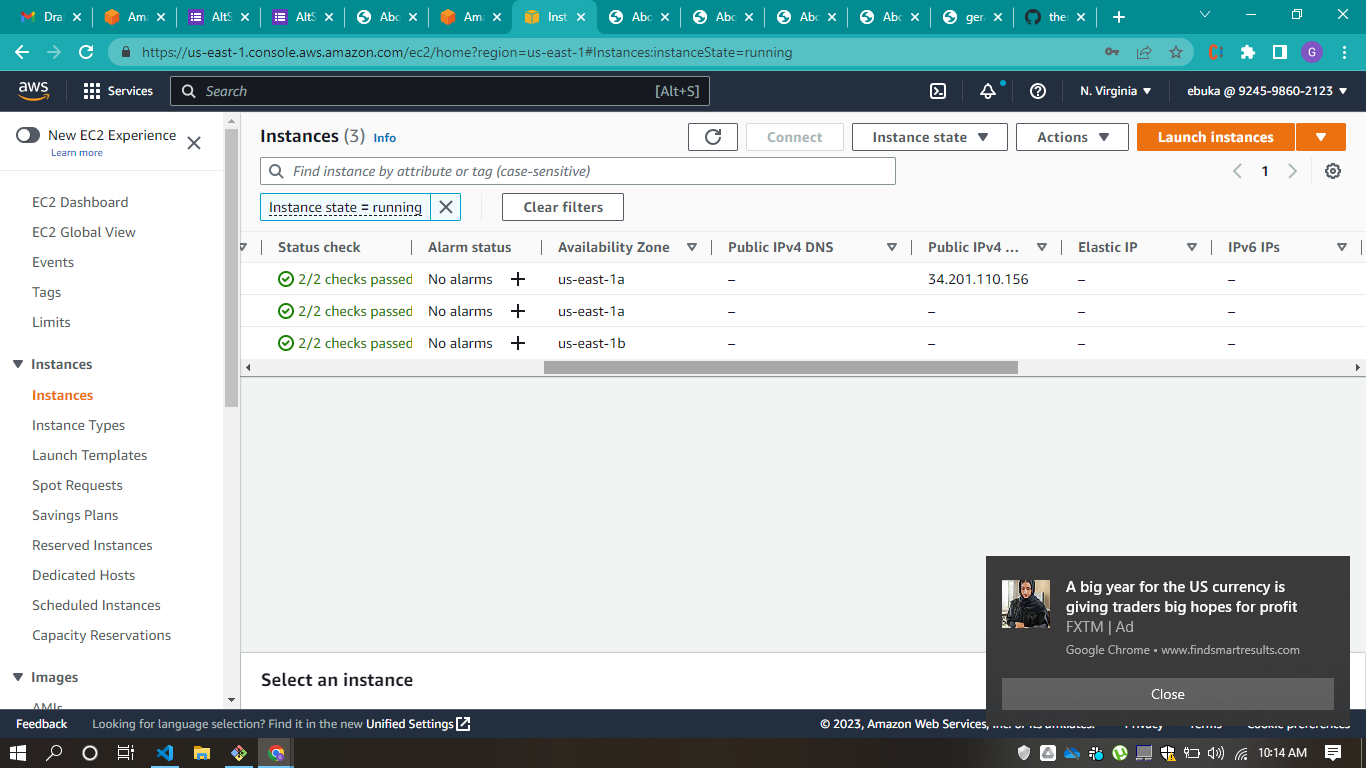 Dra
Ama
AltS
AltS
Abc
Ama
Inst
Abc
Abc
Abc
Abc
gera
ther
https://us-east-1.console.aws.amazon.com/ec2/home?region=us-east-1#Instances:instanceState=running
G
aws
Services
Search
[Alt+S]
N. Virginia
ebuka @ 9245-9860-2123
New EC2 Experience
Learn more
EC2 Dashboard
EC2 Global View
Events
Tags
Limits
Instances
Instances
Instance Types
Launch Templates
Spot Requests
Savings Plans
Reserved Instances
Dedicated Hosts
Scheduled Instances
Capacity Reservations
Images
AMIs
Instances (3) Info
Connect
Instance state
Actions
Launch instances
Find instance by attribute or tag (case-sensitive)
1
Instance state = running
Clear filters
Status check Alarm status Availability Zone Public IPv4 DNS Public IPv4 ... Elastic IP IPv6 IPs
2/2 checks passed No alarms + us-east-1a – 34.201.110.156 – –
2/2 checks passed No alarms + us-east-1a – – – –
2/2 checks passed No alarms + us-east-1b – – – –
Select an instance
A big year for the US currency is
giving traders big hopes for profit
FXTM | Ad
Google Chrome • www.findsmartresults.com
Close
Feedback
Looking for language selection? Find it in the new Unified Settings
© 2023, Amazon Web Services, Inc. or its affiliates.
Privacy
Terms
Cookie preferences
10:14 AM